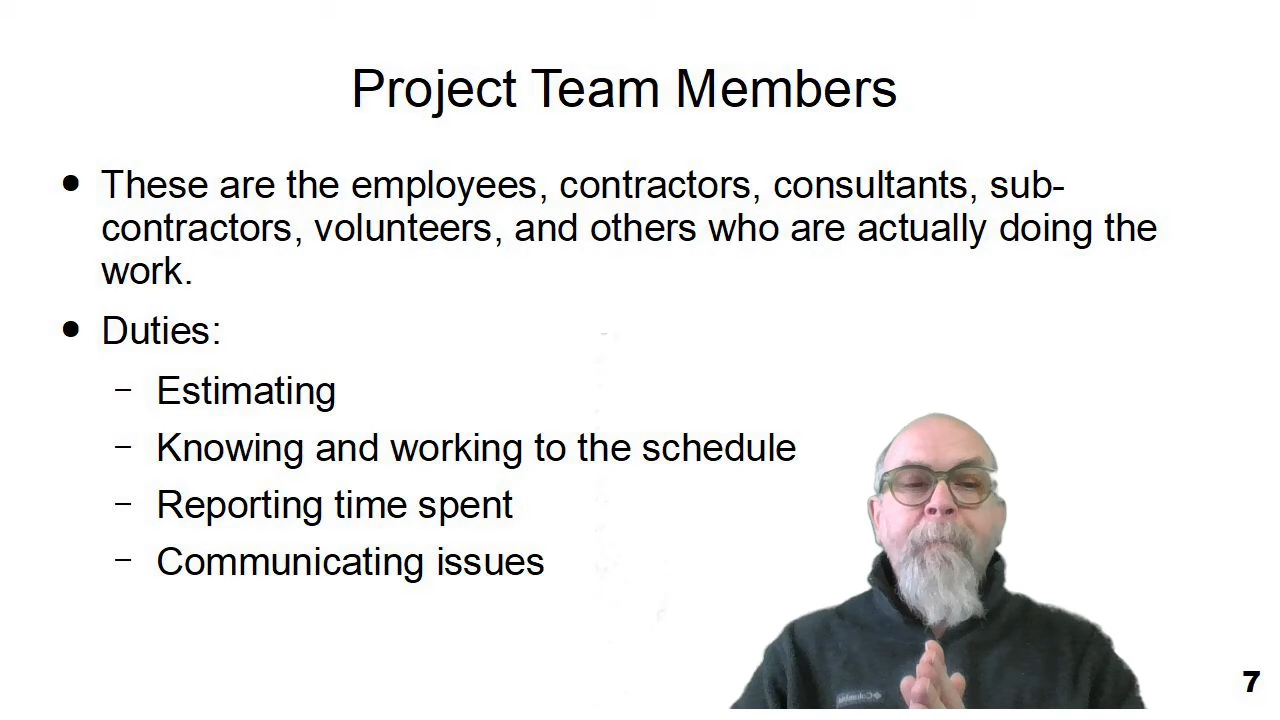 Project Team Members
● These are the employees, contractors, consultants, sub-
contractors, volunteers, and others who are actually doing the
work.
● Duties:
– Estimating
– Knowing and working to the schedule
– Reporting time spent
– Communicating issues
Columbia
7